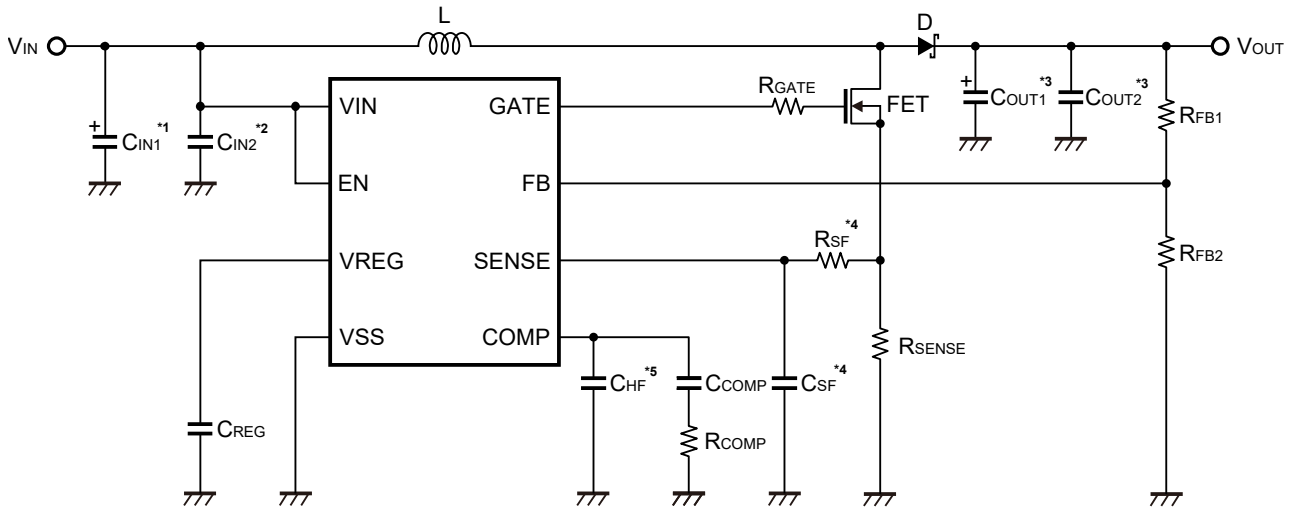 L
D
VIN
VOUT
RGATE
VIN
GATE
FET
+
CIN1*1
CIN2*2
+
COUT1*3
COUT2*3
RFB1
EN
FB
RSF*4
RFB2
VREG
SENSE
VSS
COMP
RSENSE
CHF*5
CCOMP
CSF*4
CREG
RCOMP